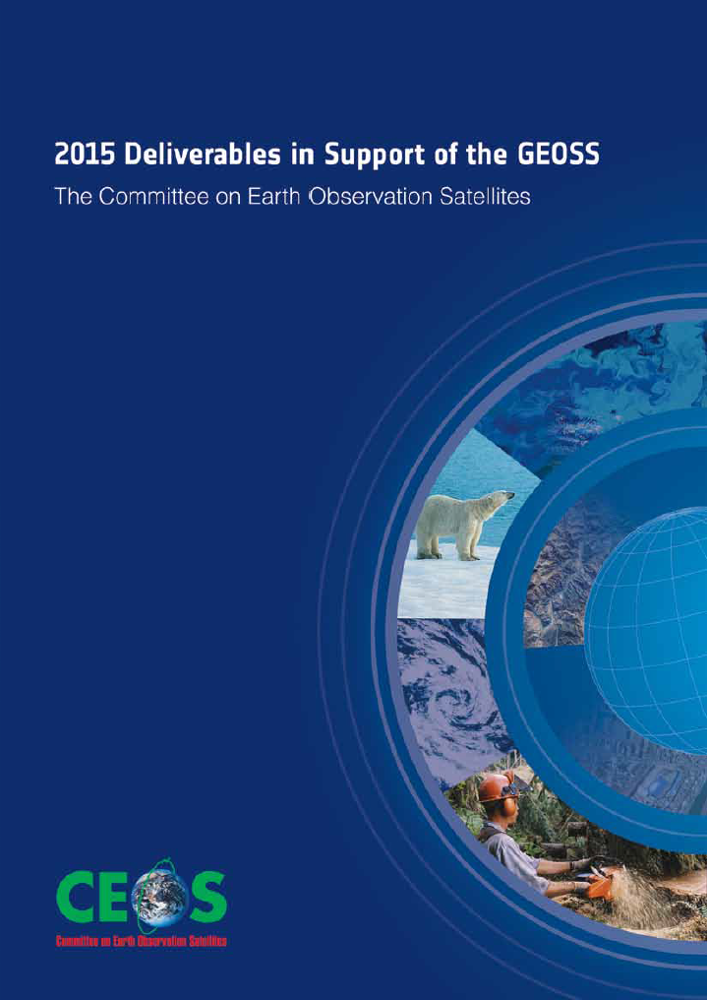 2015 Deliverables in Support of the GEOSS
The Committee on Earth Observation Satellites
CEOS
Committee on Earth Observation Satellites